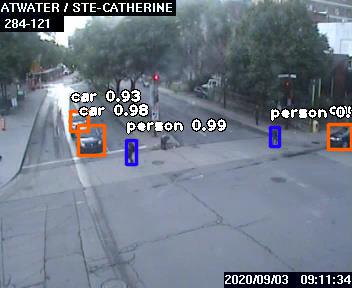 ATWATER / STE-CATHERINE
284-121
car 0.93
car 0.98
person 0.99
person 0.
2020/09/03 09:11:34